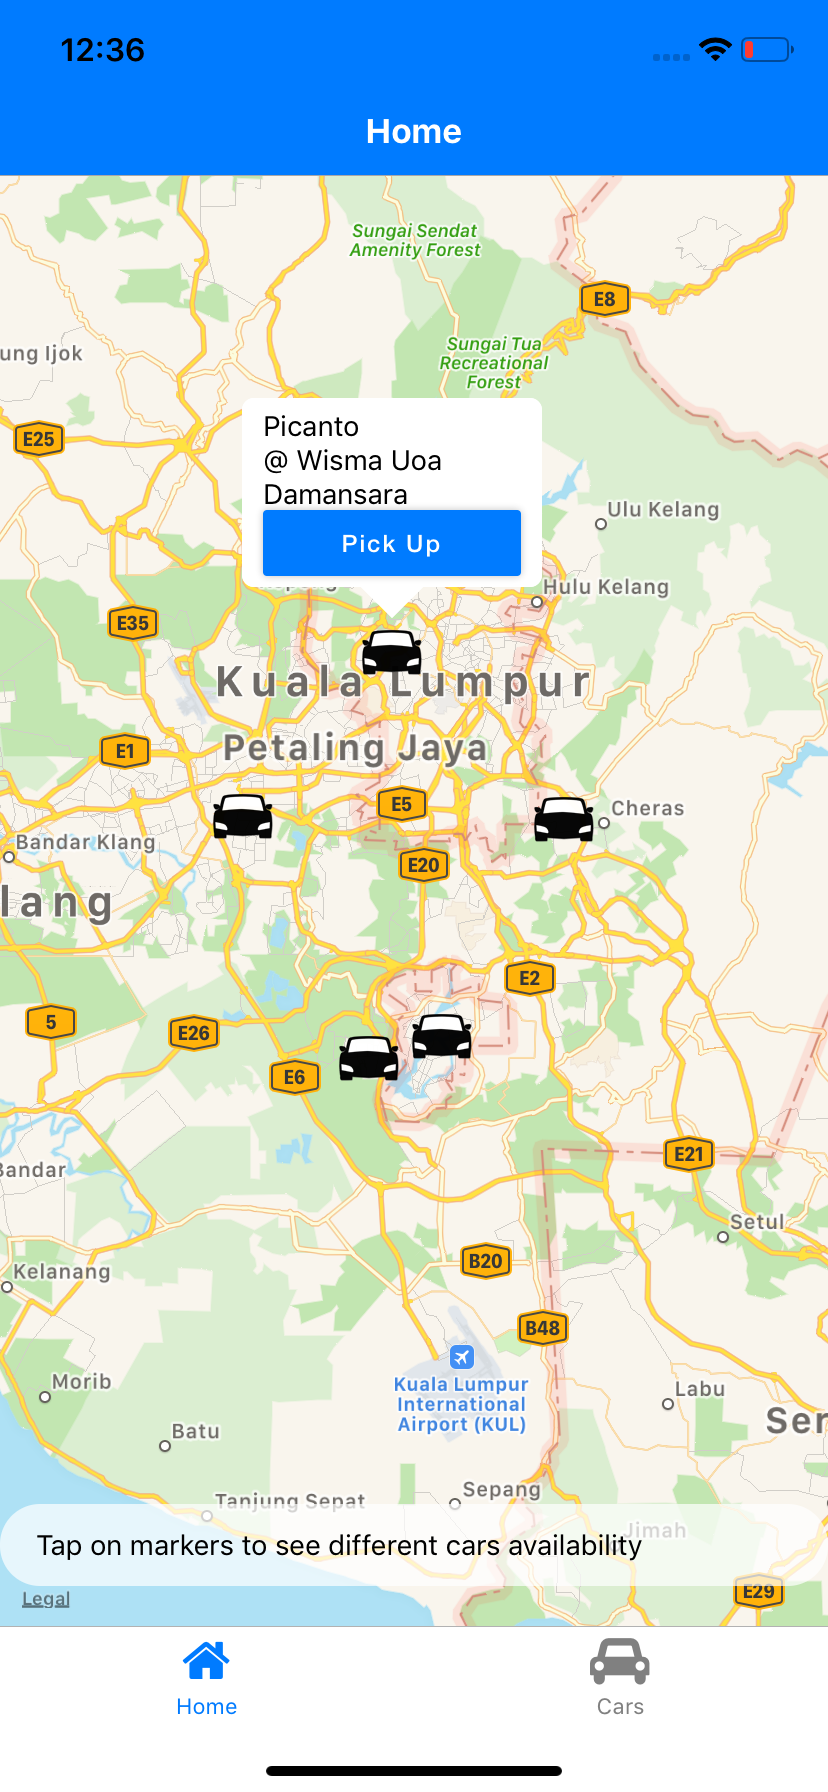 12:36
Home
Sungai Sendat
Amenity Forest
E8
ung Ijok
Sungai Tua
Recreational
Forest
E25
Picanto
@ Wisma Uoa
Damansara
Pick Up
Ulu Kelang
Hulu Kelang
E35
Kuala Lumpur
E1
Petaling Jaya
E5
Cheras
Bandar Klang
E20
lang
E2
5
E26
E6
E21
Bandar
Setul
B20
Kelanang
B48
Kuala Lumpur
International
Airport (KUL)
Morib
Labu
Ser
Batu
Sepang
Tanjung Sepat
Jimah
Tap on markers to see different cars availability
E29
Legal
Home
Cars